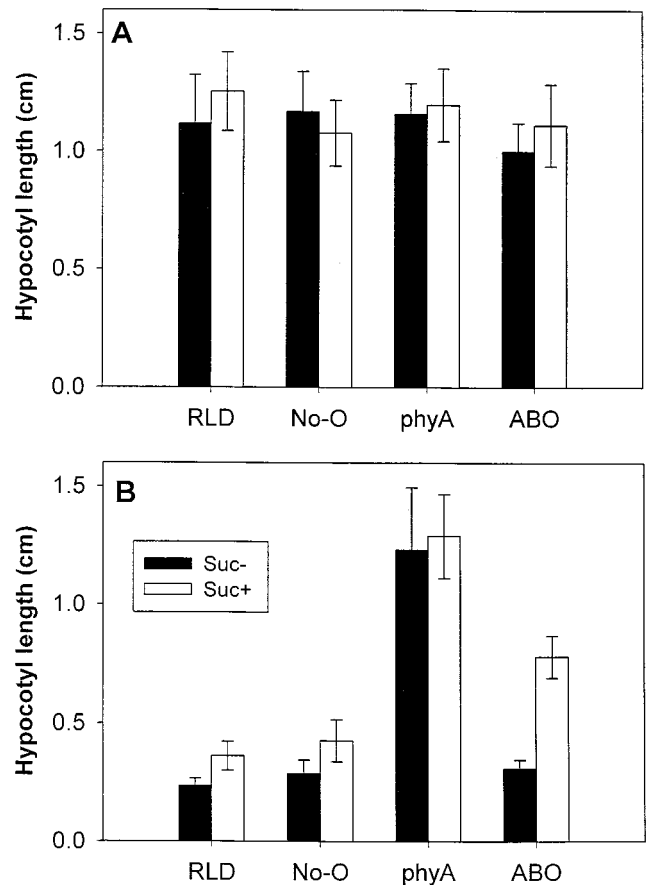 A
Hypocotyl length (cm)
1.5
1.0
0.5
0.0
RLD No-O phyA ABO
B
Hypocotyl length (cm)
1.5
1.0
0.5
0.0
Suc-
Suc+
RLD No-O phyA ABO